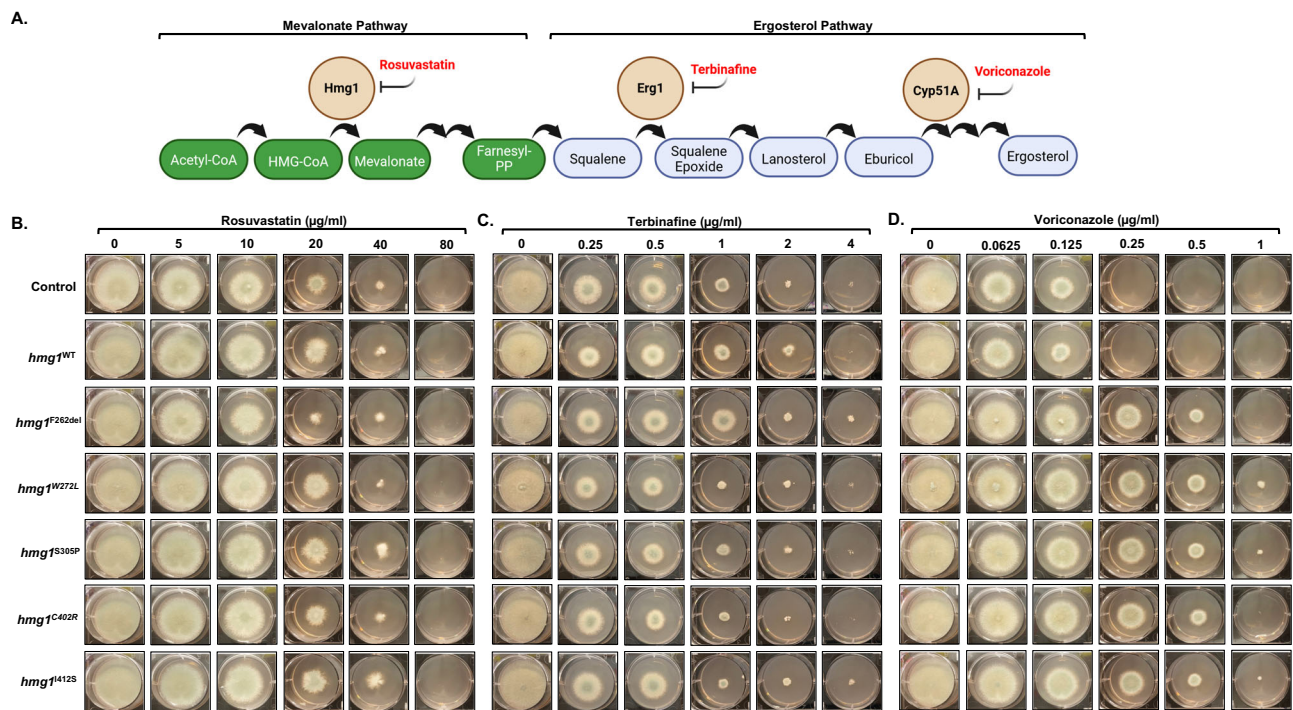 A.
Mevalonate Pathway
Ergosterol Pathway
Hmg1
Rosuvastatin
Erg1
Terbinafine
Cyp51A
Voriconazole
Acetyl-CoA
HMG-CoA
Mevalonate
Farnesyl-
PP
Squalene
Squalene
Epoxide
Lanosterol
Eburicol
Ergosterol
B.
Rosuvastatin (µg/ml)
0 5 10 20 40 80
C.
Terbinafine (µg/ml)
0 0.25 0.5 1 2 4
D.
Voriconazole (µg/ml)
0 0.0625 0.125 0.25 0.5 1
Control
hmg1WT
hmg1F262del
hmg1W272L
hmg1S305P
hmg1C402R
hmg1I412S